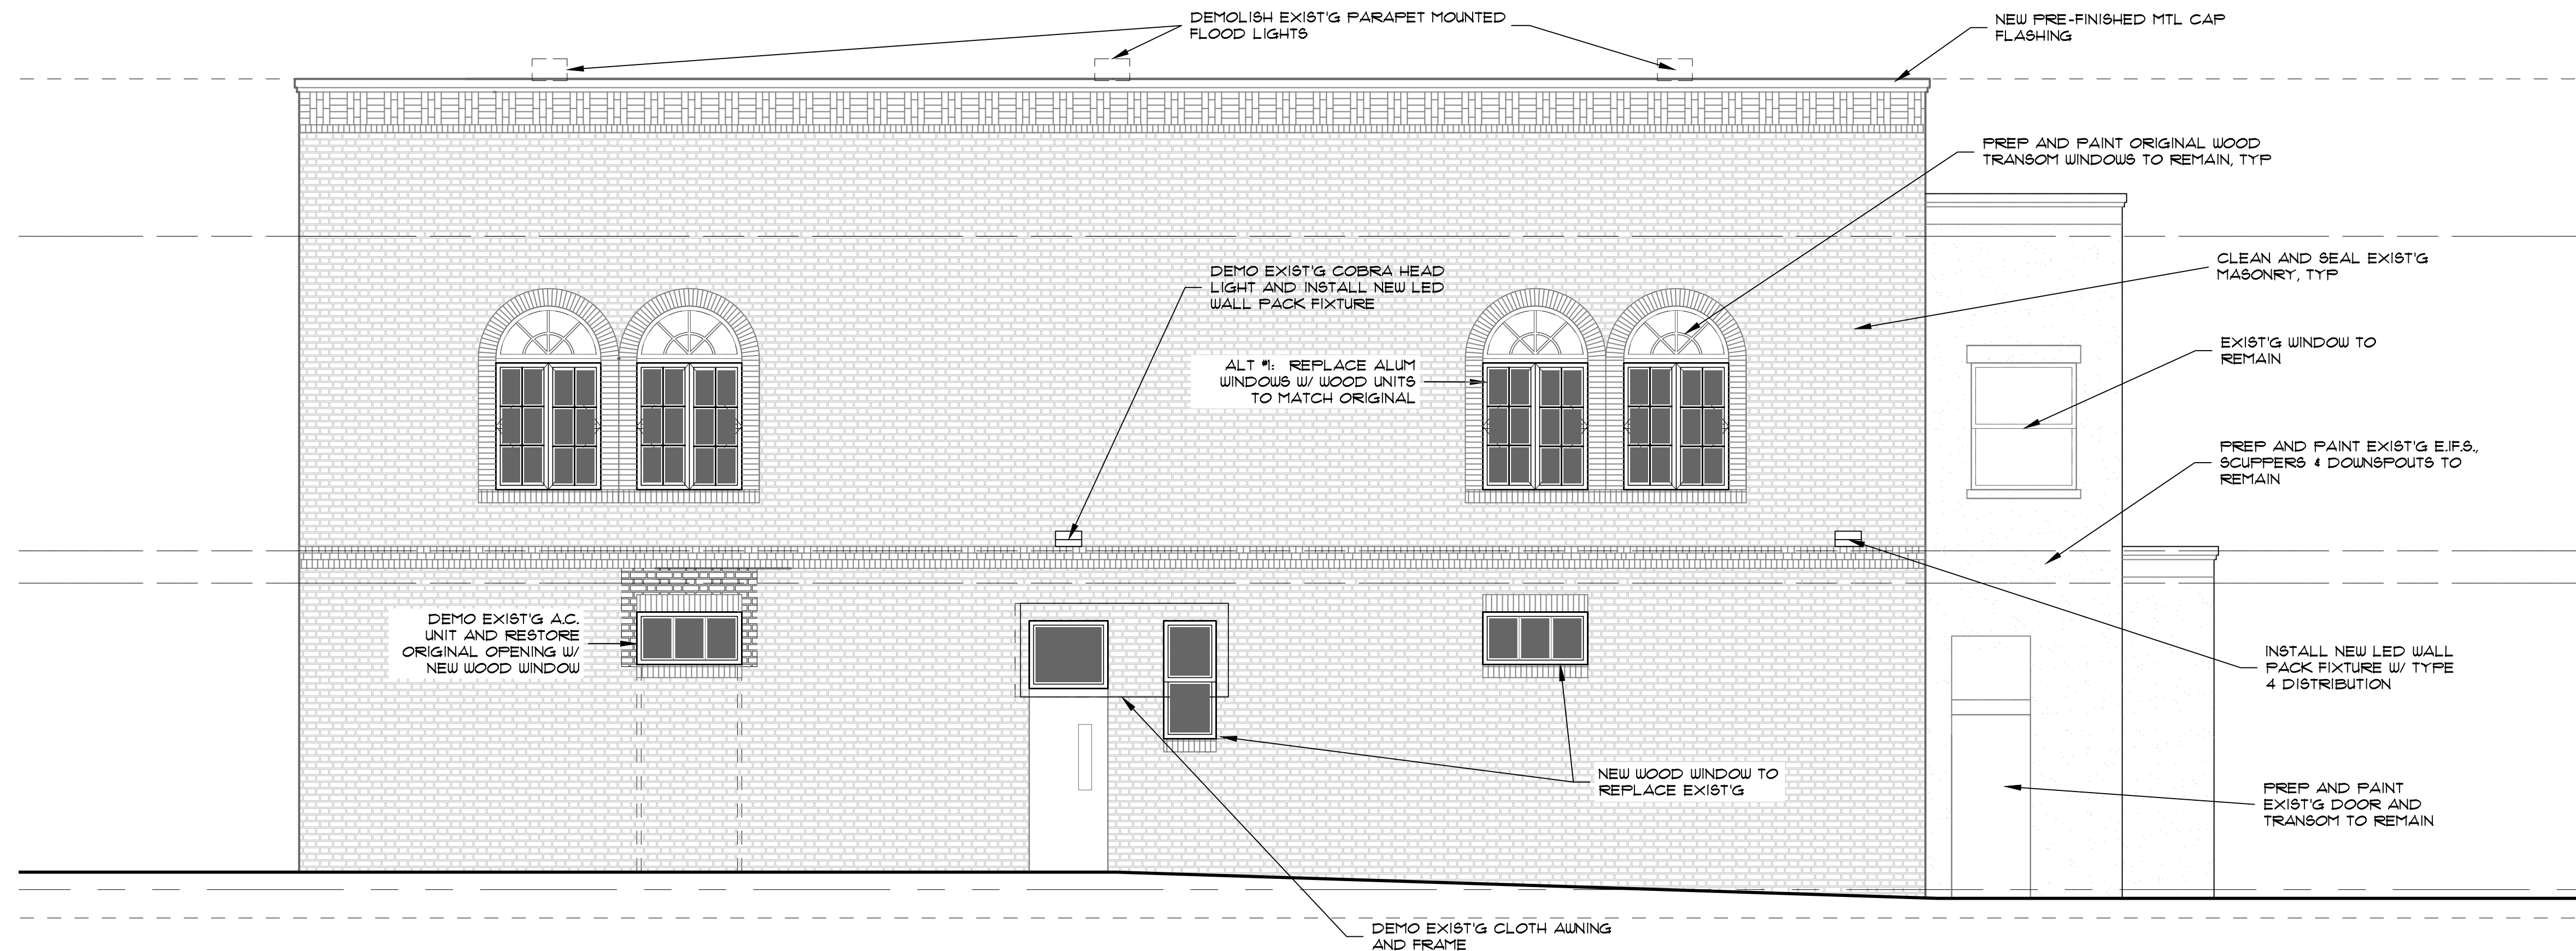 DEMOLISH EXIST'G PARAPET MOUNTED
FLOOD LIGHTS
NEW PRE-FINISHED MTL CAP
FLASHING
PREP AND PAINT ORIGINAL WOOD
TRANSOM WINDOWS TO REMAIN, TYP
CLEAN AND SEAL EXIST'G
MASONRY, TYP
DEMO EXIST'G COBRA HEAD
LIGHT AND INSTALL NEW LED
WALL PACK FIXTURE
EXIST'G WINDOW TO
REMAIN
ALT #1:  REPLACE ALUM
WINDOWS W/ WOOD UNITS
TO MATCH ORIGINAL
PREP AND PAINT EXIST'G E.I.F.S.,
SCUPPERS & DOWNSPOUTS TO
REMAIN
DEMO EXIST'G A.C.
UNIT AND RESTORE
ORIGINAL OPENING W/
NEW WOOD WINDOW
INSTALL NEW LED WALL
PACK FIXTURE W/ TYPE
4 DISTRIBUTION
NEW WOOD WINDOW TO
REPLACE EXIST'G
PREP AND PAINT
EXIST'G DOOR AND
TRANSOM TO REMAIN
DEMO EXIST'G CLOTH AWNING
AND FRAME